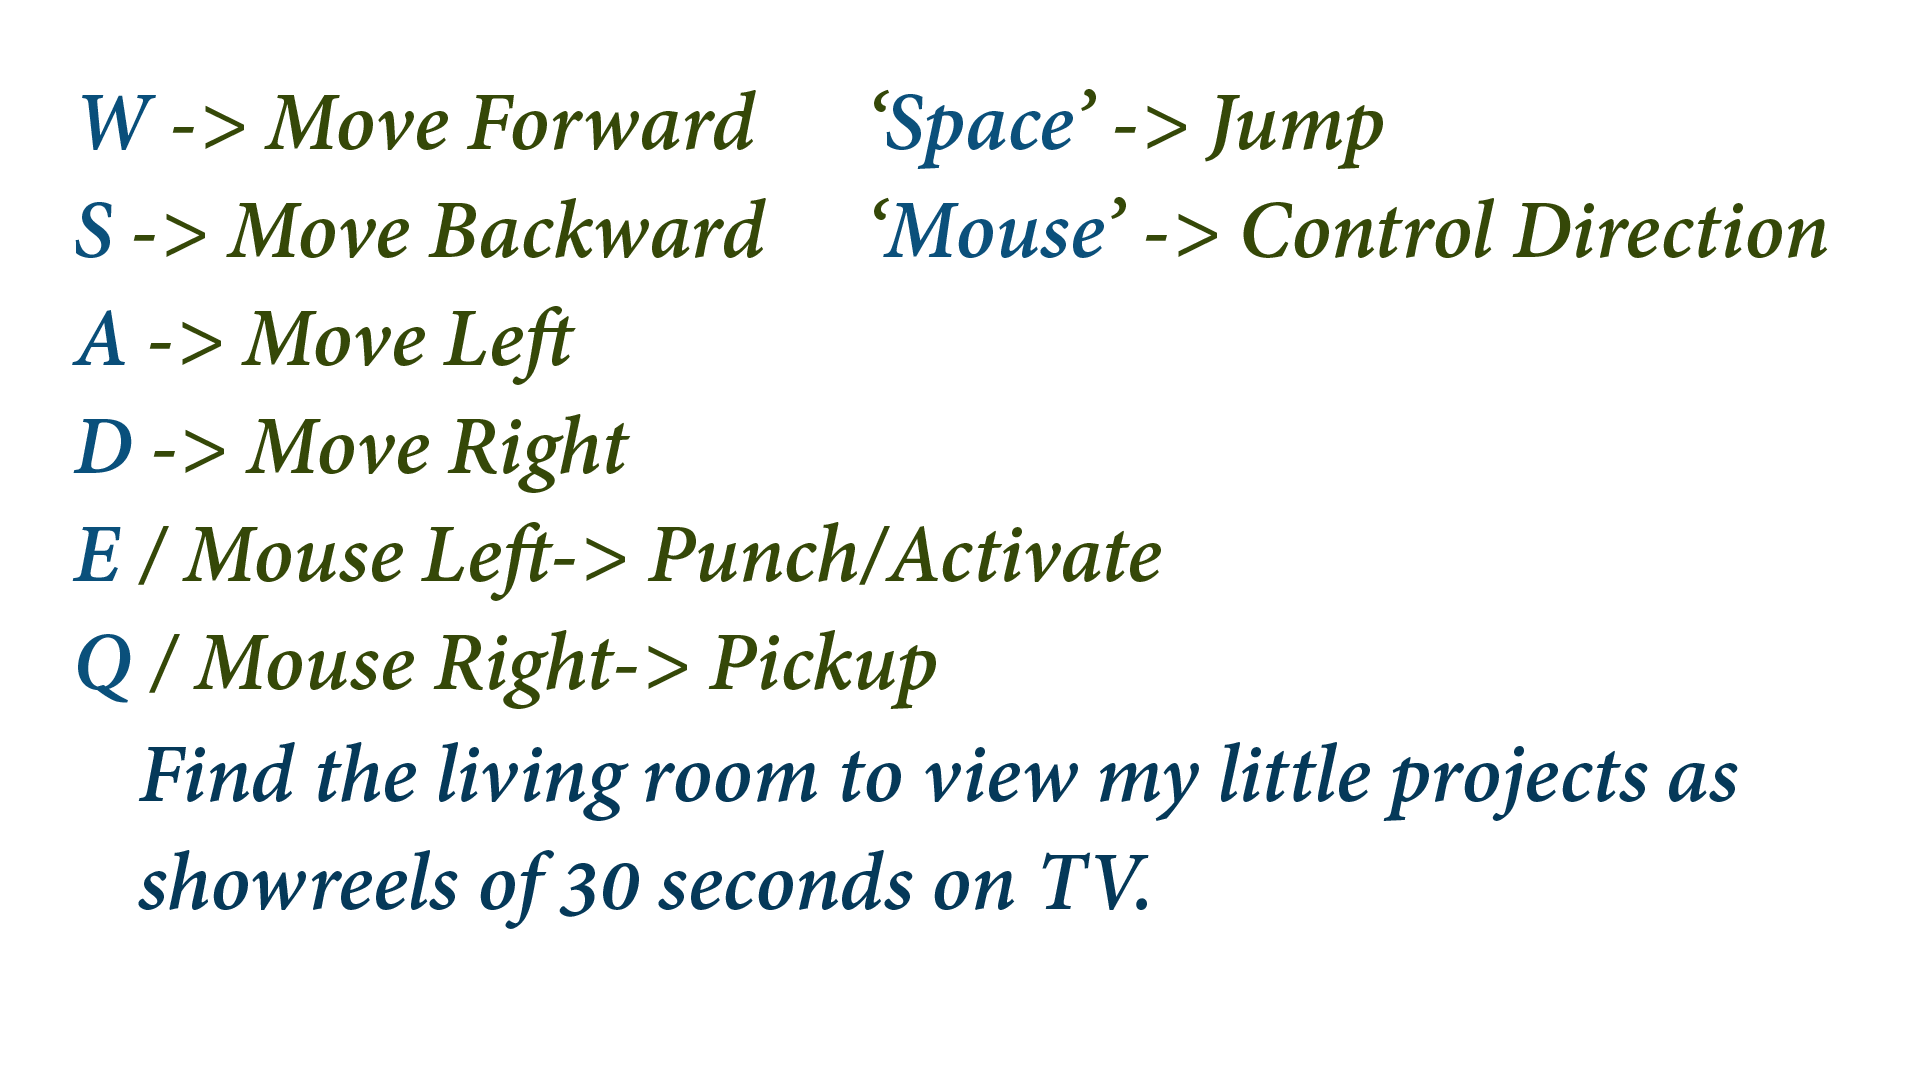 W -> Move Forward
S -> Move Backward
A -> Move Left
D -> Move Right
E / Mouse Left-> Punch/Activate
Q / Mouse Right-> Pickup
‘Space’ -> Jump
‘Mouse’ -> Control Direction
Find the living room to view my little projects as
showreels of 30 seconds on TV.